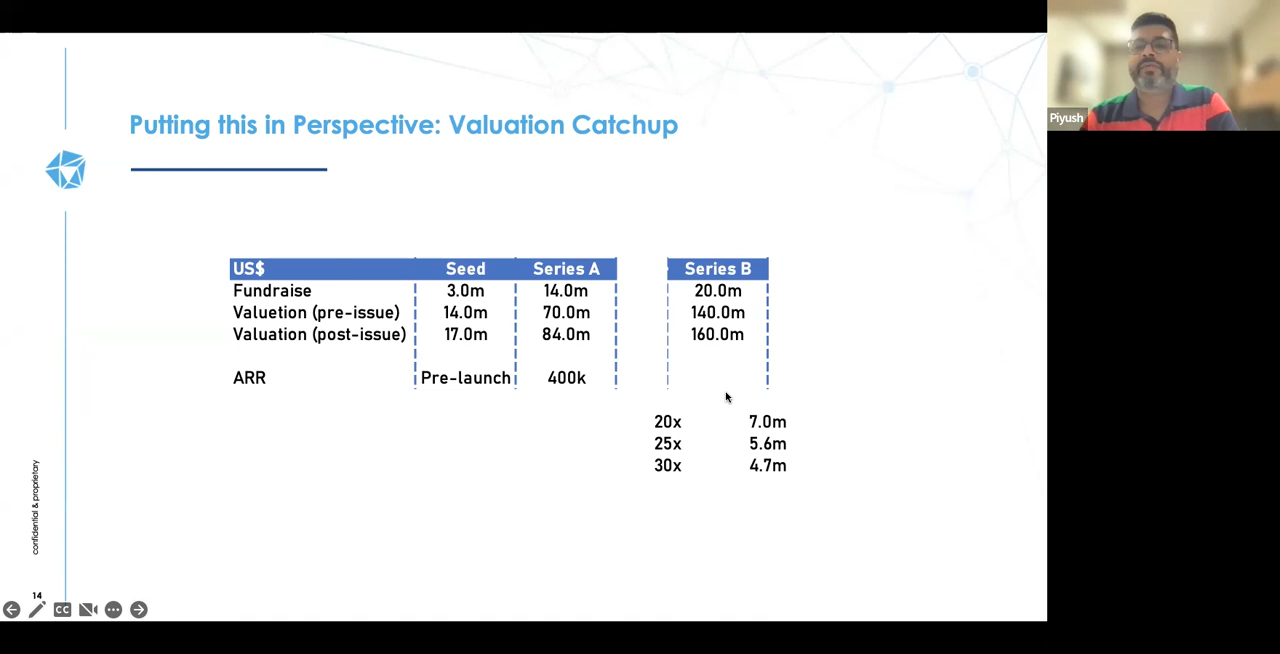 Piyush
Putting this in Perspective: Valuation Catchup
US$ Seed Series A Series B
Fundraise 3.0m 14.0m 20.0m
Valuetion (pre-issue) 14.0m 70.0m 140.0m
Valuation (post-issue) 17.0m 84.0m 160.0m
ARR Pre-launch 400k
20x 7.0m
25x 5.6m
30x 4.7m
confidential & proprietary
14
CC